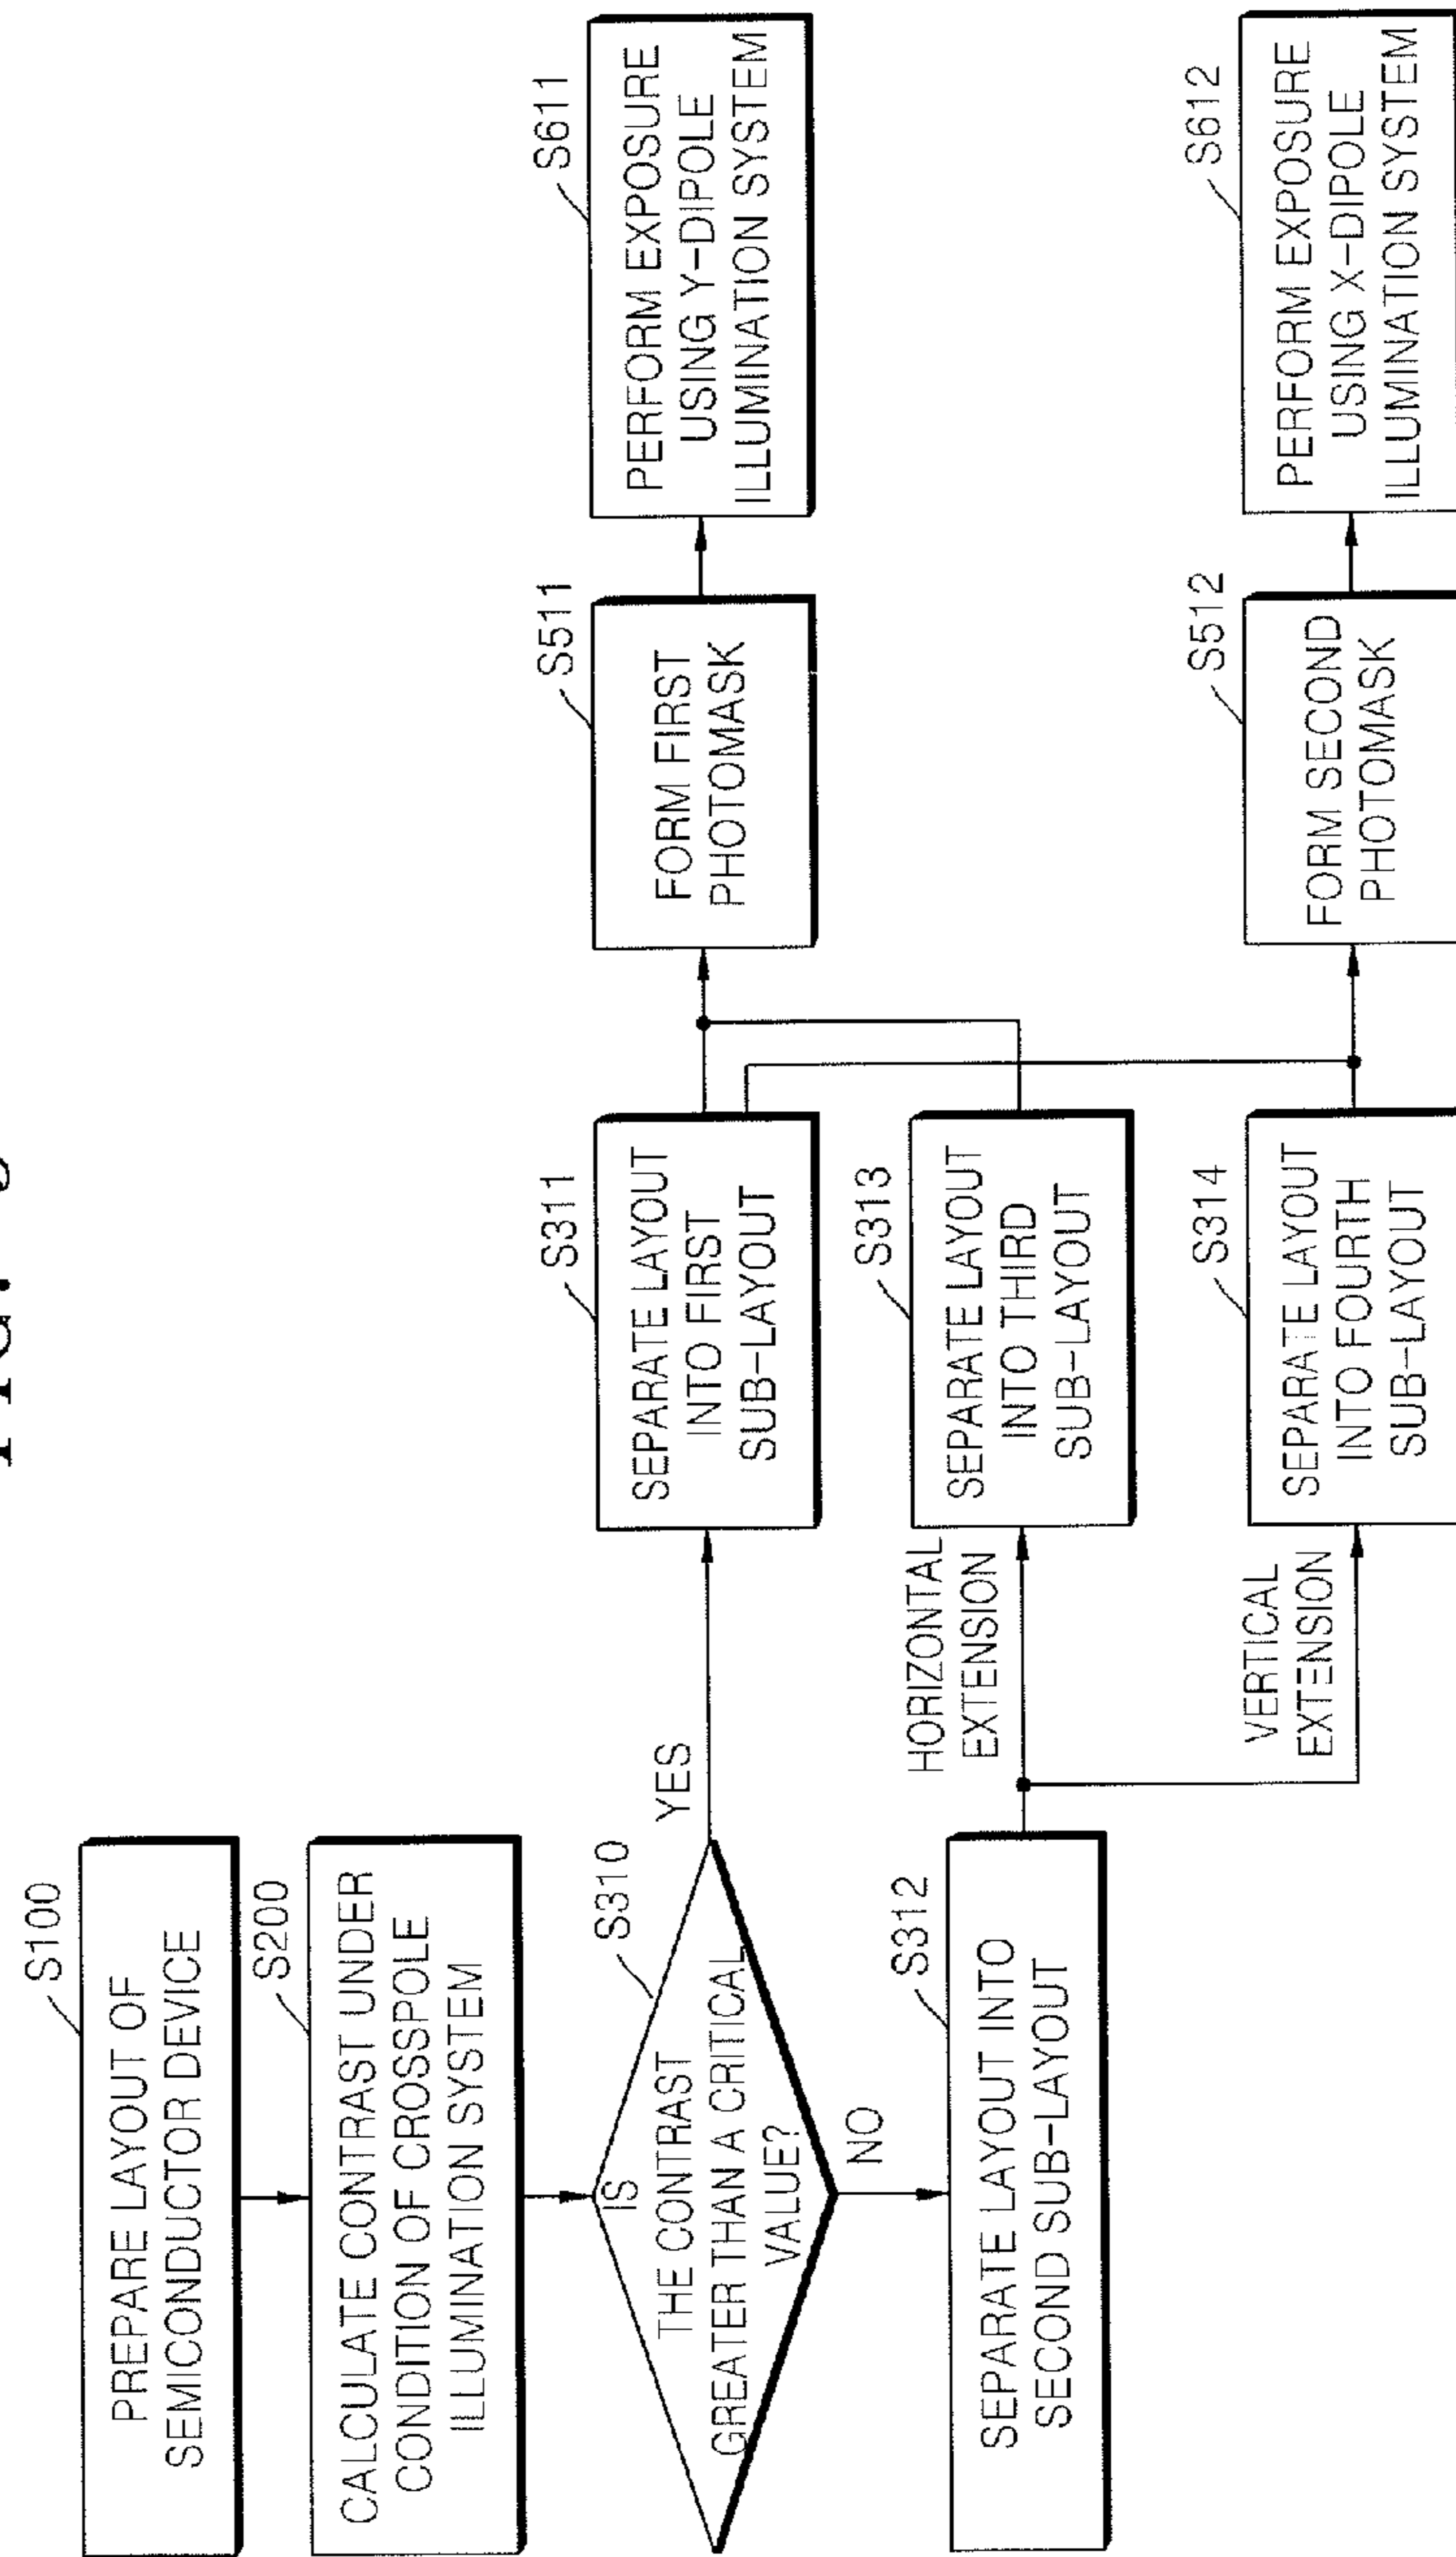 S100
PREPARE LAYOUT OF
SEMICONDUCTOR DEVICE
S200
CALCULATE CONTRAST UNDER
CONDITION OF CROSSPOLE
ILLUMINATION SYSTEM
S310
IS
THE CONTRAST
GREATER THAN A CRITICAL
VALUE?
YES
NO
S311
SEPARATE LAYOUT
INTO FIRST
SUB-LAYOUT
S511
FORM FIRST
PHOTOMASK
S611
PERFORM EXPOSURE
USING Y-DIPOLE
ILLUMINATION SYSTEM
S312
SEPARATE LAYOUT INTO
SECOND SUB-LAYOUT
HORIZONTAL
EXTENSION
S313
SEPARATE LAYOUT
INTO THIRD
SUB-LAYOUT
VERTICAL
EXTENSION
S314
SEPARATE LAYOUT
INTO FOURTH
SUB-LAYOUT
S512
FORM SECOND
PHOTOMASK
S612
PERFORM EXPOSURE
USING X-DIPOLE
ILLUMINATION SYSTEM